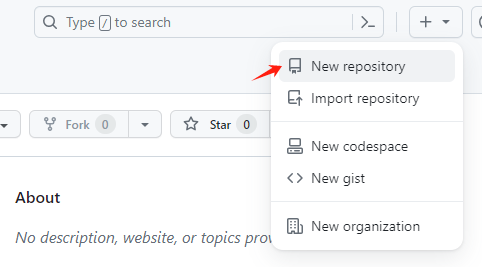 Type / to search
New repository
Import repository
Fork 0
Star 0
New codespace
New gist
About
New organization
No description, website, or topics prov